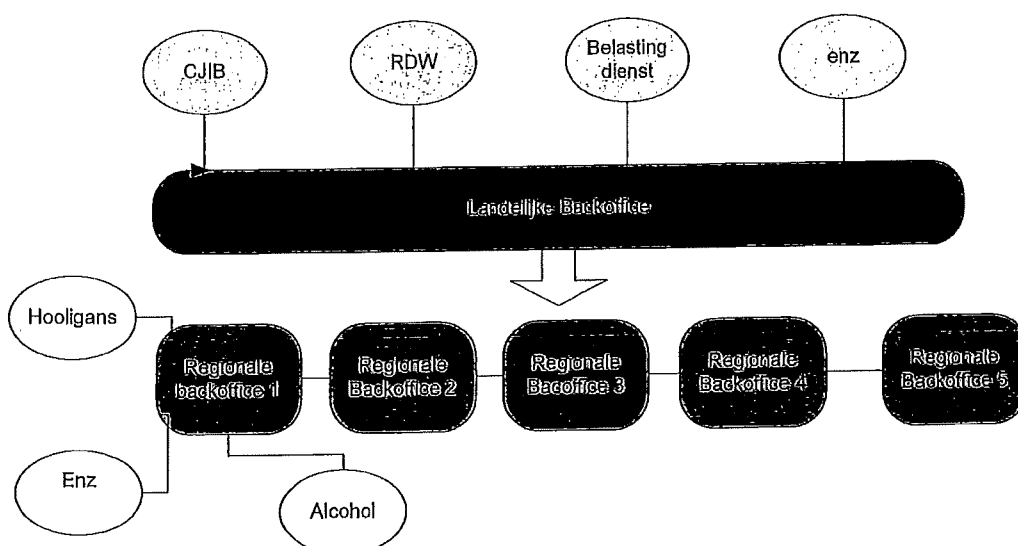 CJIB
RDW
Belasting
dienst
enz
Landelijke Backoffice
Hooligans
Regionale
backoffice 1
Regionale
Backoffice 2
Regionale
Bacoffice 3
Regionale
Backoffice 4
Regionale
Backoffice 5
Enz
Alcohol